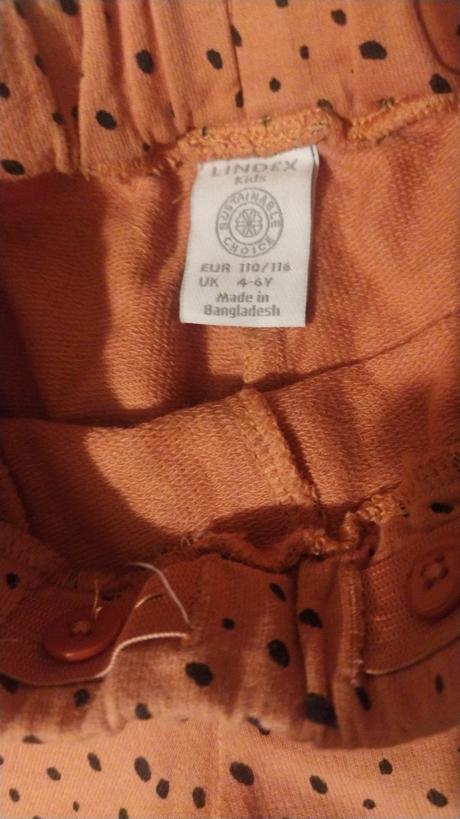 LINDEX
Kids
SUSTAINABLE
CHOICE
EUR 110/116
UK 4-6Y
Made in
Bangladesh